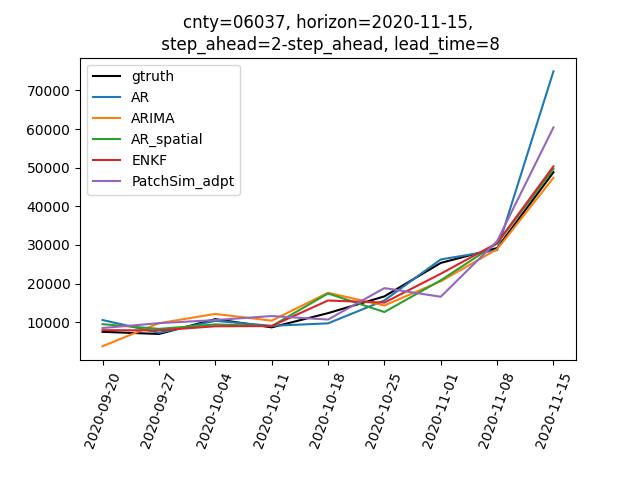 cnty=06037, horizon=2020-11-15,
step_ahead=2-step_ahead, lead_time=8
gtruth
AR
ARIMA
AR_spatial
ENKF
PatchSim_adpt
70000
60000
50000
40000
30000
20000
10000
2020-09-20
2020-09-27
2020-10-04
2020-10-11
2020-10-18
2020-10-25
2020-11-01
2020-11-08
2020-11-15